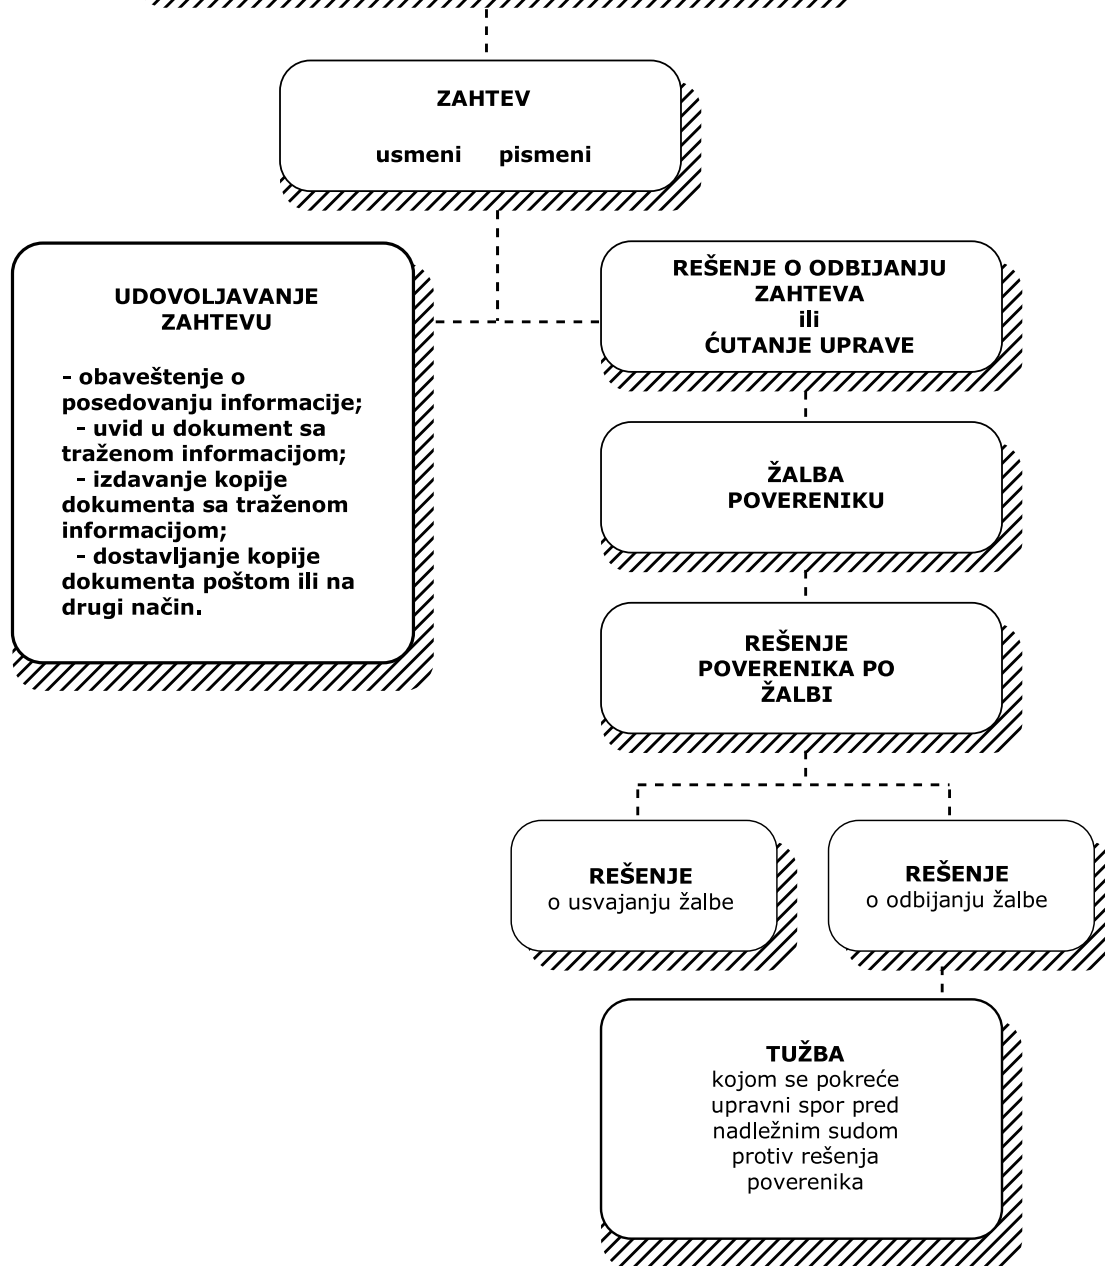 ZAHTEV
usmeni pismeni
UDOVOLJAVANJE
ZAHTEVU
- obaveštenje o
posedovanju informacije;
- uvid u dokument sa
traženom informacijom;
- izdavanje kopije
dokumenta sa traženom
informacijom;
- dostavljanje kopije
dokumenta poštom ili na
drugi način.
REŠENJE O ODBIJANJU
ZAHTEVA
ili
ĆUTANJE UPRAVE
ŽALBA
POVERENIKU
REŠENJE
POVERENIKA PO
ŽALBI
REŠENJE
o usvajanju žalbe
REŠENJE
o odbijanju žalbe
TUŽBA
kojom se pokreće
upravni spor pred
nadležnim sudom
protiv rešenja
poverenika